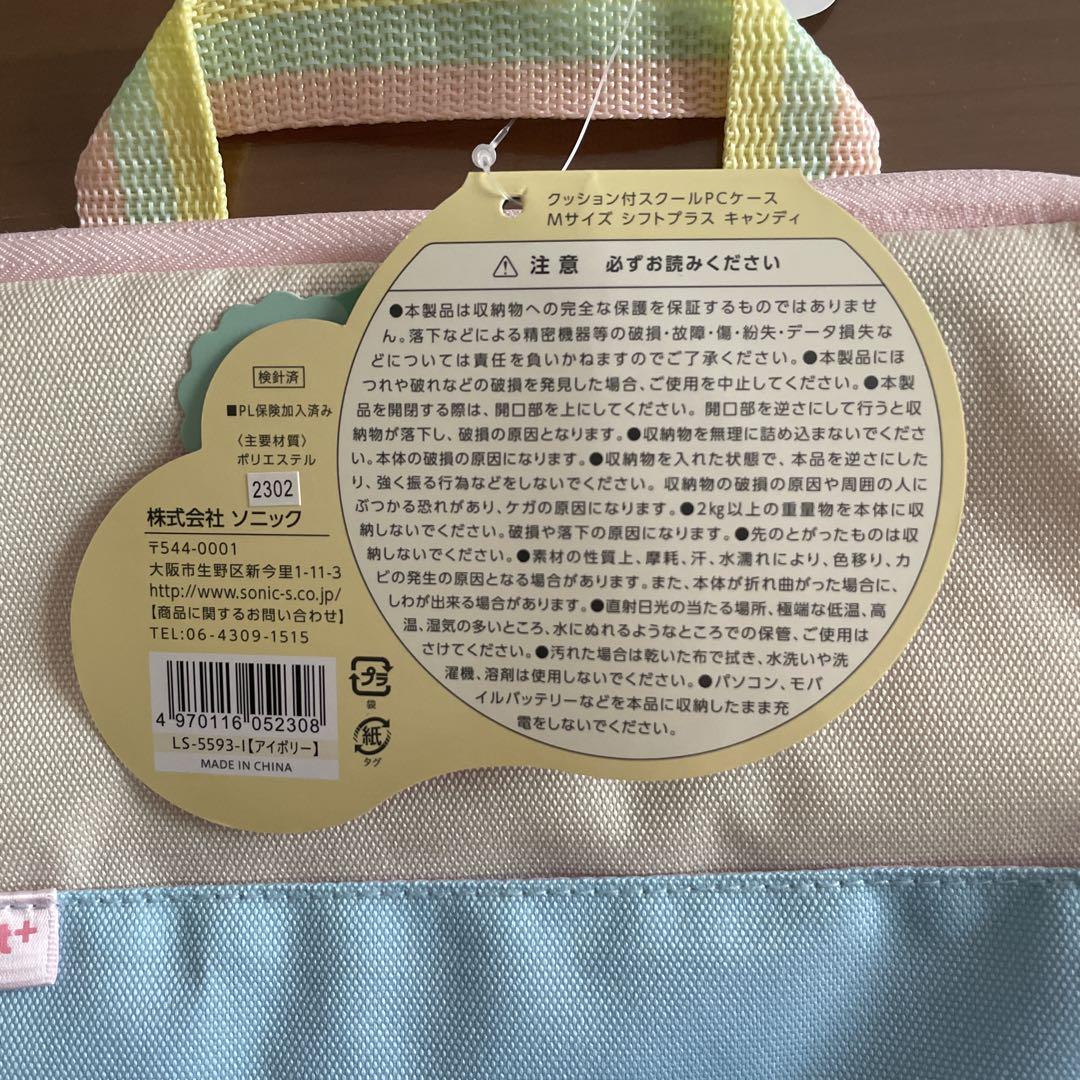 クッション付スクールPCケース
Mサイズ シフトプラス キャンディ
注意 必ずお読みください
●本製品は収納物への完全な保護を保証するものではありませ
ん。落下などによる精密機器等の破損・故障・傷・紛失・データ損失な
どについては責任を負いかねますのでご了承ください。●本製品にほ
つれや破れなどの破損を発見した場合、ご使用を中止してください。●本製
品を開閉する際は、開口部を上にしてください。開口部を逆さにして行うと収
納物が落下し、破損の原因となります。●収納物を無理に詰め込まないでくださ
い。本体の破損の原因になります。●収納物を入れた状態で、本品を逆さにした
り、強く振る行為などをしないでください。収納物の破損の原因や周囲の人に
ぶつかる恐れがあり、ケガの原因になります。●2kg以上の重量物を本体に収
納しないでください。破損や落下の原因になります。●先のとがったものは収
納しないでください。●素材の性質上、摩耗、汗、水濡れにより、色移り、カ
ビの発生の原因となる場合があります。また、本体が折れ曲がった場合に、
しわが出来る場合があります。●直射日光の当たる場所、極端な低温、高
温、湿気の多いところ、水にぬれるようなところでの保管、ご使用は
さけてください。●汚れた場合は乾いた布で拭き、水洗いや洗
濯機、溶剤は使用しないでください。●パソコン、モバ
イルバッテリーなどを本品に収納したまま充
電をしないでください。
検針済
■PL保険加入済み
〈主要材質〉
ポリエステル
2302
株式会社 ソニック
〒544-0001
大阪市生野区新今里1-11-3
http://www.sonic-s.co.jp/
【商品に関するお問い合わせ】
TEL:06-4309-1515
4 970116 052308
LS-5593-I【アイボリー】
MADE IN CHINA
プラ
袋
紙
タグ
t+